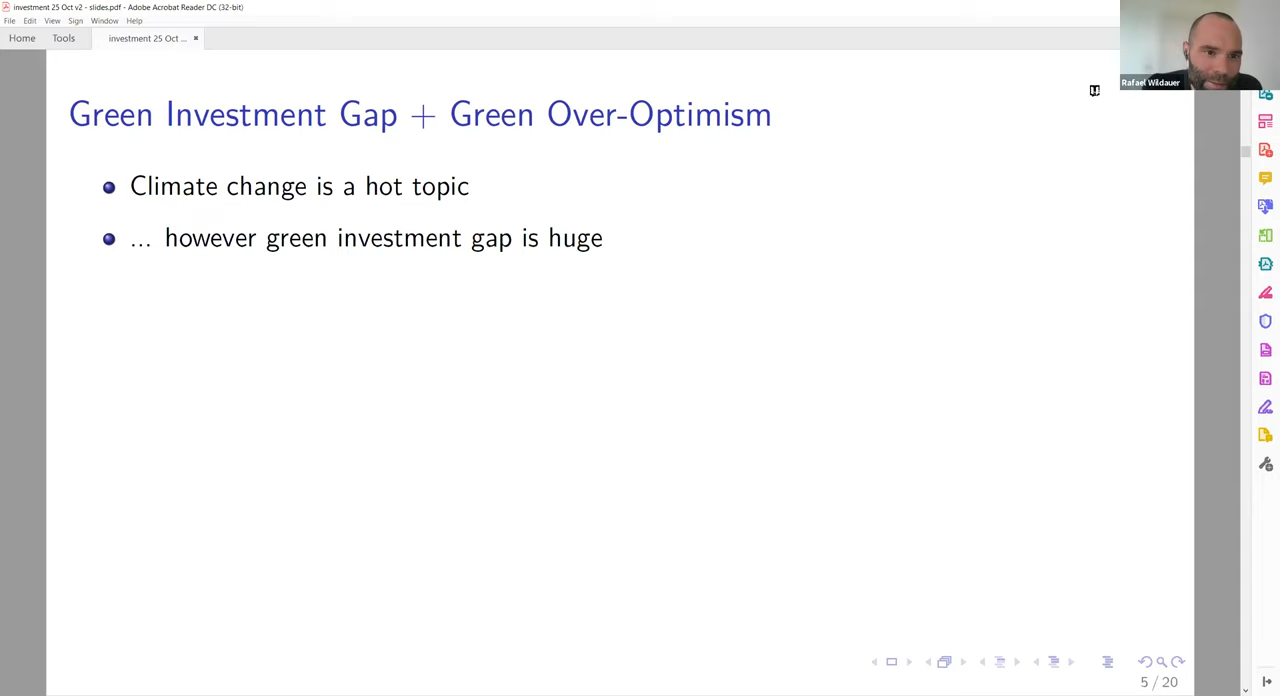 investment 25 Oct v2 - slides.pdf - Adobe Acrobat Reader DC (32-bit)
File Edit View Sign Window Help
Home Tools investment 25 Oct ... ×
Rafael Wildauer
Green Investment Gap + Green Over-Optimism
Climate change is a hot topic
... however green investment gap is huge
5 / 20